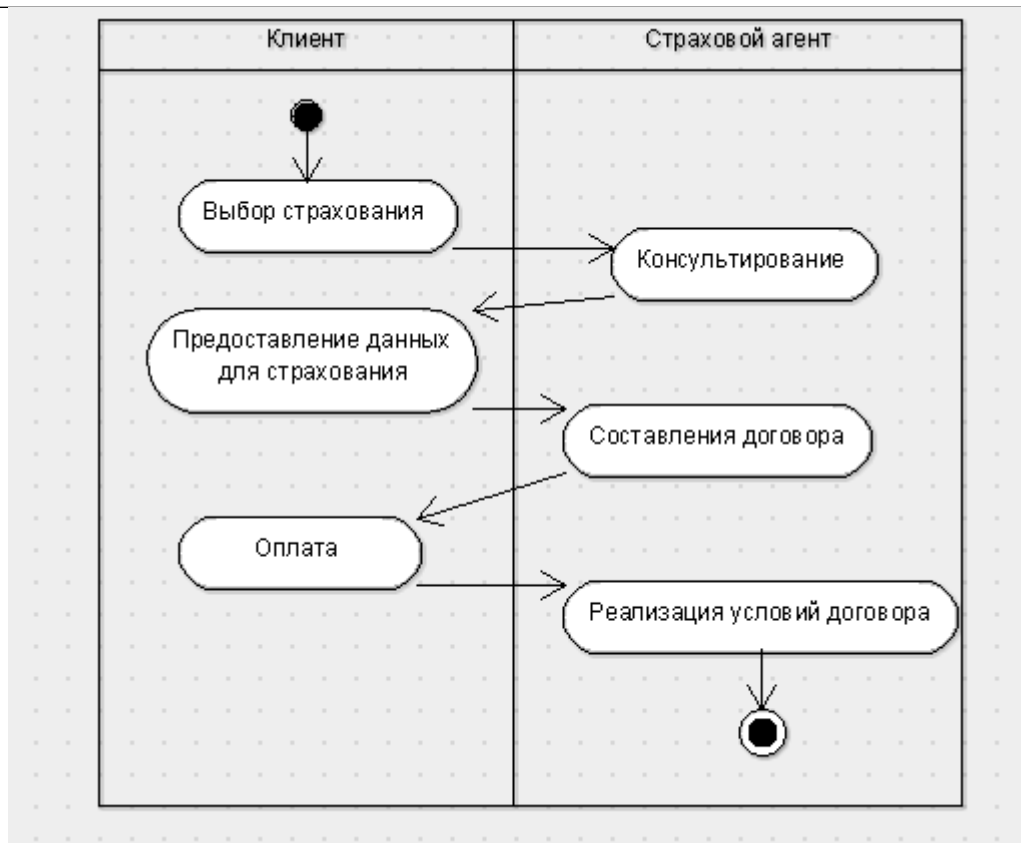 Клиент
Страховой агент
Выбор страхования
Консультирование
Предоставление данных
для страхования
Составления договора
Оплата
Реализация условий договора